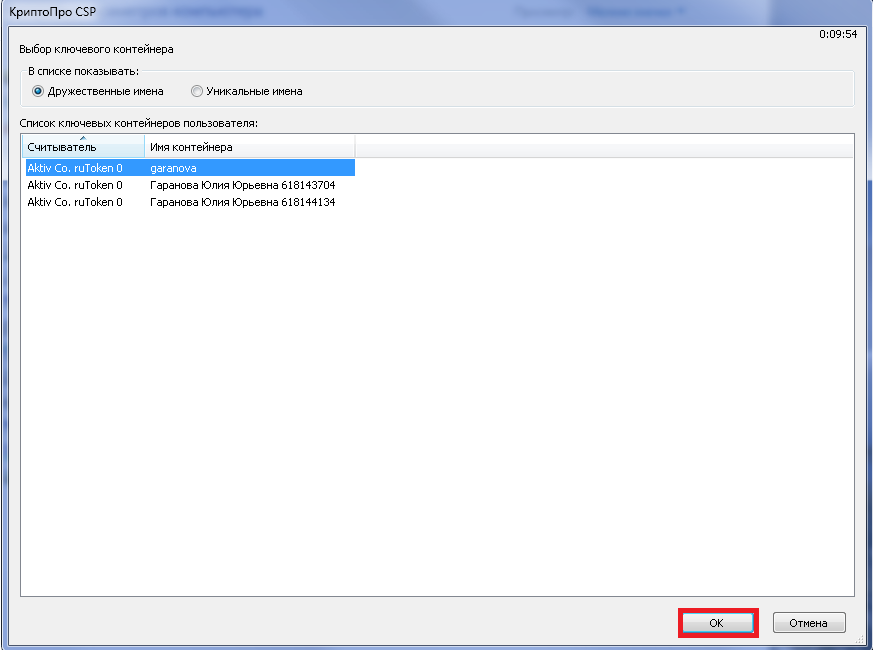 КриптоПро CSP
0:09:54
Выбор ключевого контейнера
В списке показывать:
Дружественные имена Уникальные имена
Список ключевых контейнеров пользователя:
Считыватель Имя контейнера
Aktiv Co. ruToken 0 garanova
Aktiv Co. ruToken 0 Гаранова Юлия Юрьевна 618143704
Aktiv Co. ruToken 0 Гаранова Юлия Юрьевна 618144134
OK Отмена